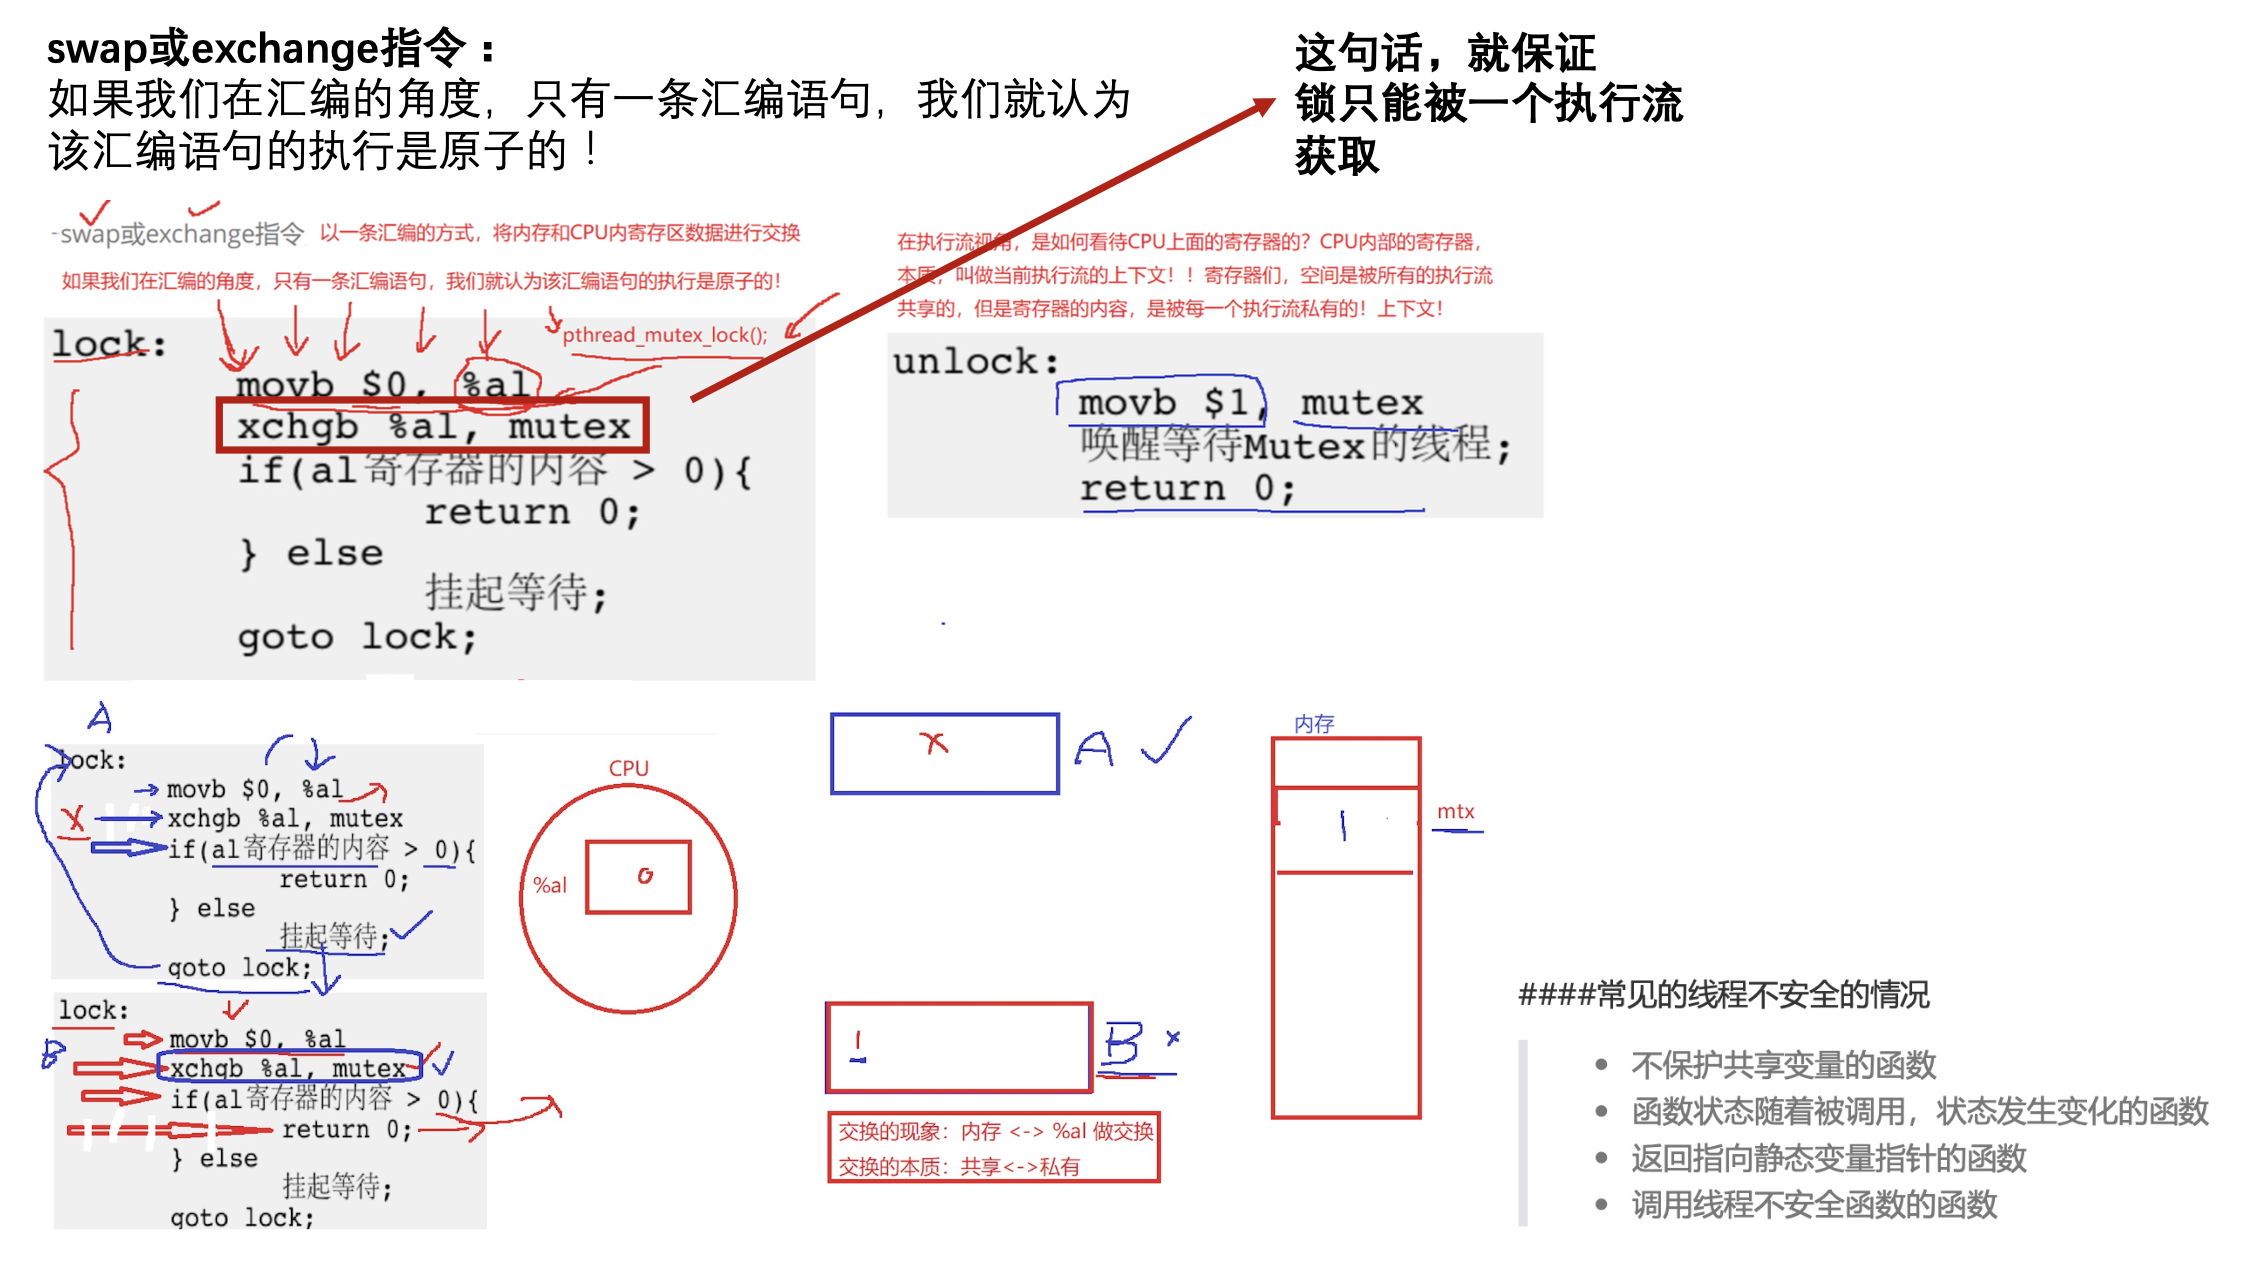 swap或exchange指令：
如果我们在汇编的角度，只有一条汇编语句，我们就认为
该汇编语句的执行是原子的！
这句话，就保证
锁只能被一个执行流
获取
-swap或exchange指令 以一条汇编的方式，将内存和CPU内寄存区数据进行交换
如果我们在汇编的角度，只有一条汇编语句，我们就认为该汇编语句的执行是原子的！
pthread_mutex_lock();
lock:
movb $0, %al
xchgb %al, mutex
if(al寄存器的内容 > 0){
return 0;
} else
挂起等待;
goto lock;
在执行流视角，是如何看待CPU上面的寄存器的？CPU内部的寄存器，
本质，叫做当前执行流的上下文！！寄存器们，空间是被所有的执行流
共享的，但是寄存器的内容，是被每一个执行流私有的！上下文！
unlock:
movb $1, mutex
唤醒等待Mutex的线程;
return 0;
A
lock:
movb $0, %al
x
xchgb %al, mutex
if(al寄存器的内容 > 0){
return 0;
} else
挂起等待;
goto lock;
B
lock:
movb $0, %al
xchgb %al, mutex
if(al寄存器的内容 > 0){
return 0;
} else
挂起等待;
goto lock;
CPU
%al
0
x A
1 B x
交换的现象：内存 <-> %al 做交换
交换的本质：共享<->私有
内存
1
mtx
####常见的线程不安全的情况
• 不保护共享变量的函数
• 函数状态随着被调用，状态发生变化的函数
• 返回指向静态变量指针的函数
• 调用线程不安全函数的函数